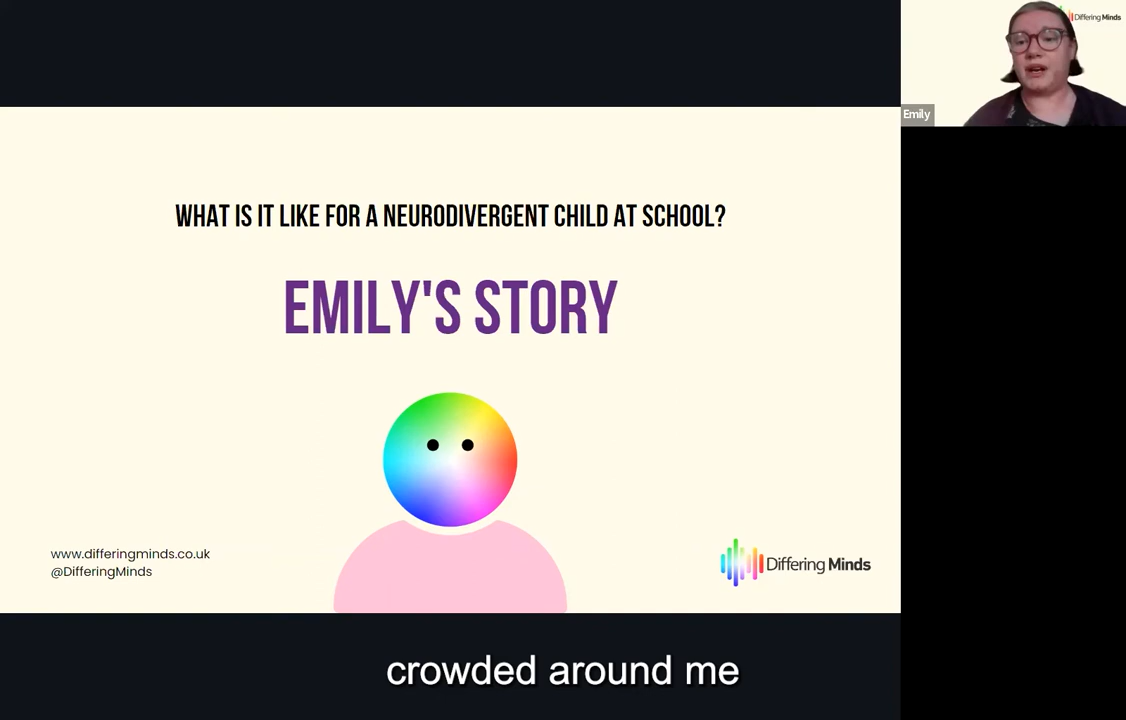 Differing Minds
Emily
WHAT IS IT LIKE FOR A NEURODIVERGENT CHILD AT SCHOOL?
EMILY'S STORY
www.differingminds.co.uk
@DifferingMinds
Differing Minds
crowded around me